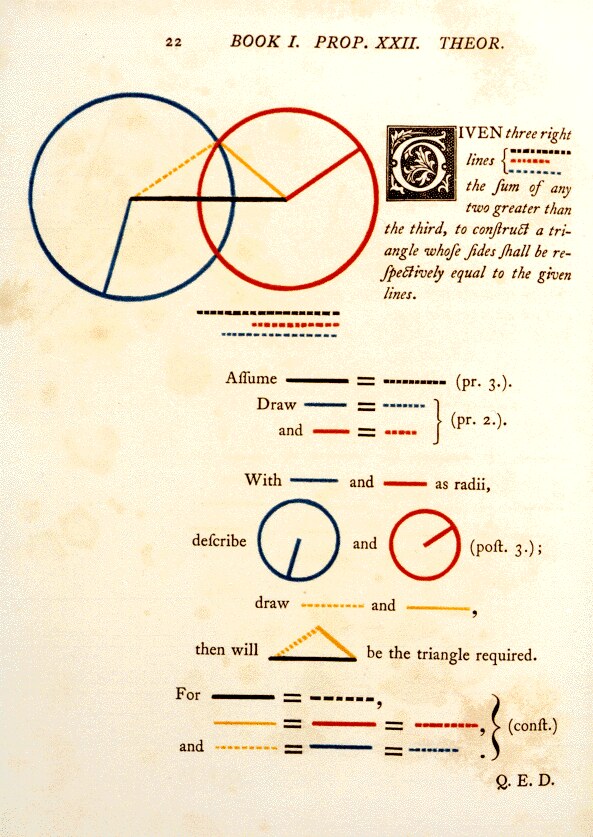 22 BOOK I. PROP. XXII. THEOR.
GIVEN three right
lines {
the ſum of any
two greater than
the third, to conſtruct a tri-
angle whoſe ſides ſhall be re-
ſpectively equal to the given
lines.
Aſſume = (pr. 3.).
Draw =
and = } (pr. 2.).
With and as radii,
deſcribe and (poſt. 3.);
draw and ,
then will be the triangle required.
For = ,
= = , } (conſt.)
and = = .
Q. E. D.